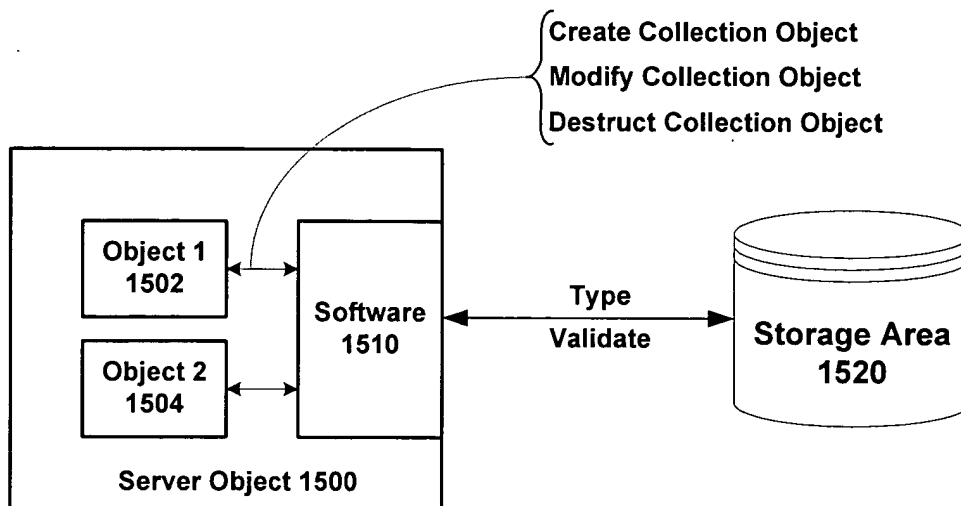 Create Collection Object
Modify Collection Object
Destruct Collection Object
Object 1
1502
Object 2
1504
Software
1510
Server Object 1500
Type
Validate
Storage Area
1520